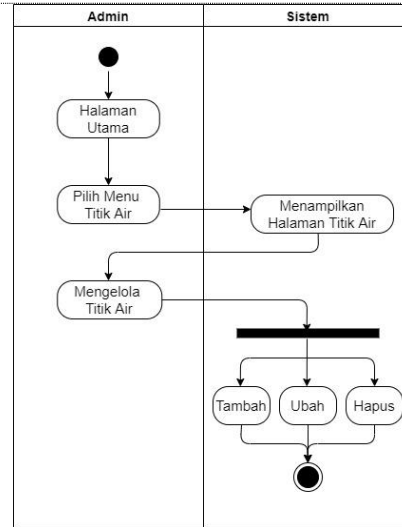 Admin
Sistem
Halaman
Utama
Pilih Menu
Titik Air
Menampilkan
Halaman Titik Air
Mengelola
Titik Air
Tambah
Ubah
Hapus